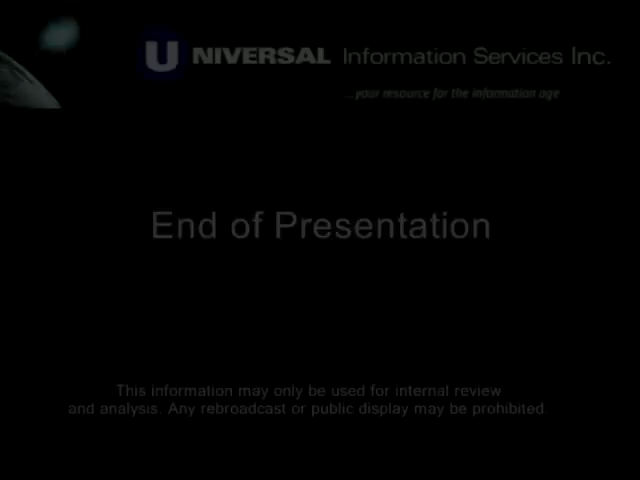 UNIVERSAL Information Services Inc.
...your resource for the information age
End of Presentation
This information may only be used for internal review
and analysis. Any rebroadcast or public display may be prohibited.